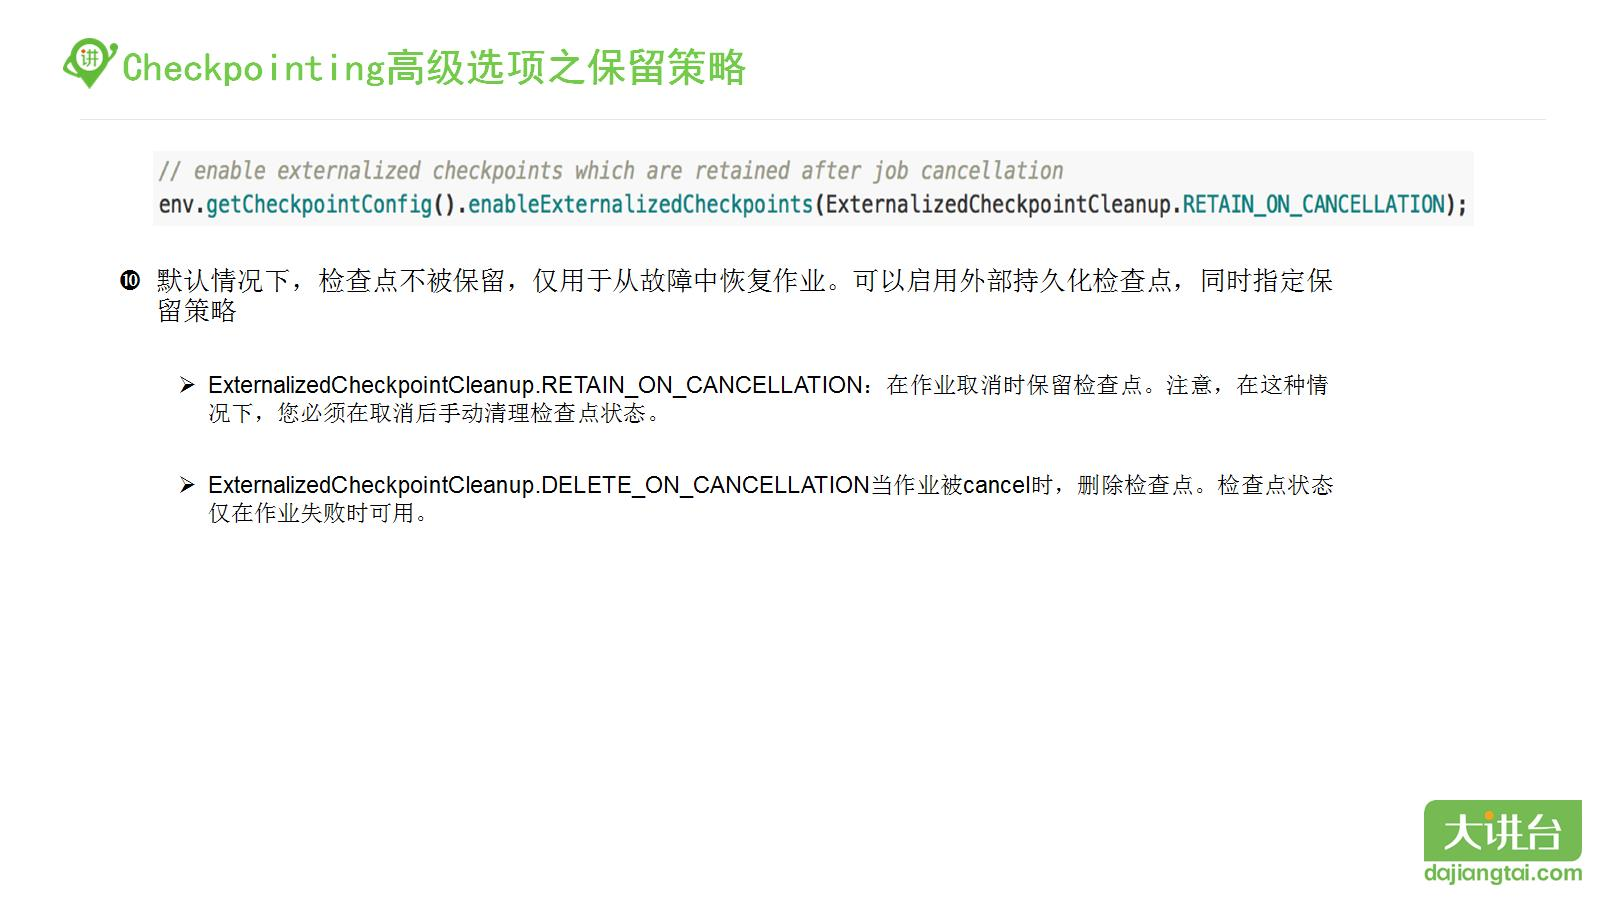 讲
Checkpointing高级选项之保留策略
// enable externalized checkpoints which are retained after job cancellation
env.getCheckpointConfig().enableExternalizedCheckpoints(ExternalizedCheckpointCleanup.RETAIN_ON_CANCELLATION);
❿ 默认情况下，检查点不被保留，仅用于从故障中恢复作业。可以启用外部持久化检查点，同时指定保
留策略
➢ ExternalizedCheckpointCleanup.RETAIN_ON_CANCELLATION：在作业取消时保留检查点。注意，在这种情
况下，您必须在取消后手动清理检查点状态。
➢ ExternalizedCheckpointCleanup.DELETE_ON_CANCELLATION当作业被cancel时，删除检查点。检查点状态
仅在作业失败时可用。
大讲台
dajiangtai.com